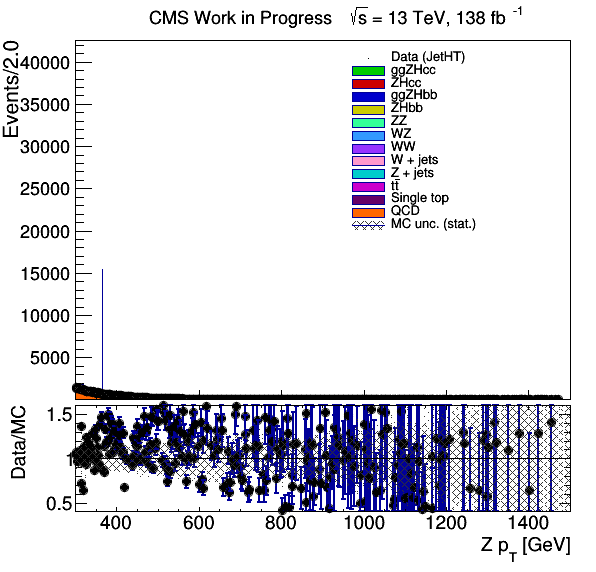 CMS Work in Progress √s = 13 TeV, 138 fb⁻¹
Events/2.0
40000
35000
30000
25000
20000
15000
10000
5000
Data (JetHT)
ggZHcc
ZHcc
ggZHbb
ZHbb
ZZ
WZ
WW
W + jets
Z + jets
tt̄
Single top
QCD
MC unc. (stat.)
Data/MC
1.5
1
0.5
400 600 800 1000 1200 1400
Z p_T [GeV]